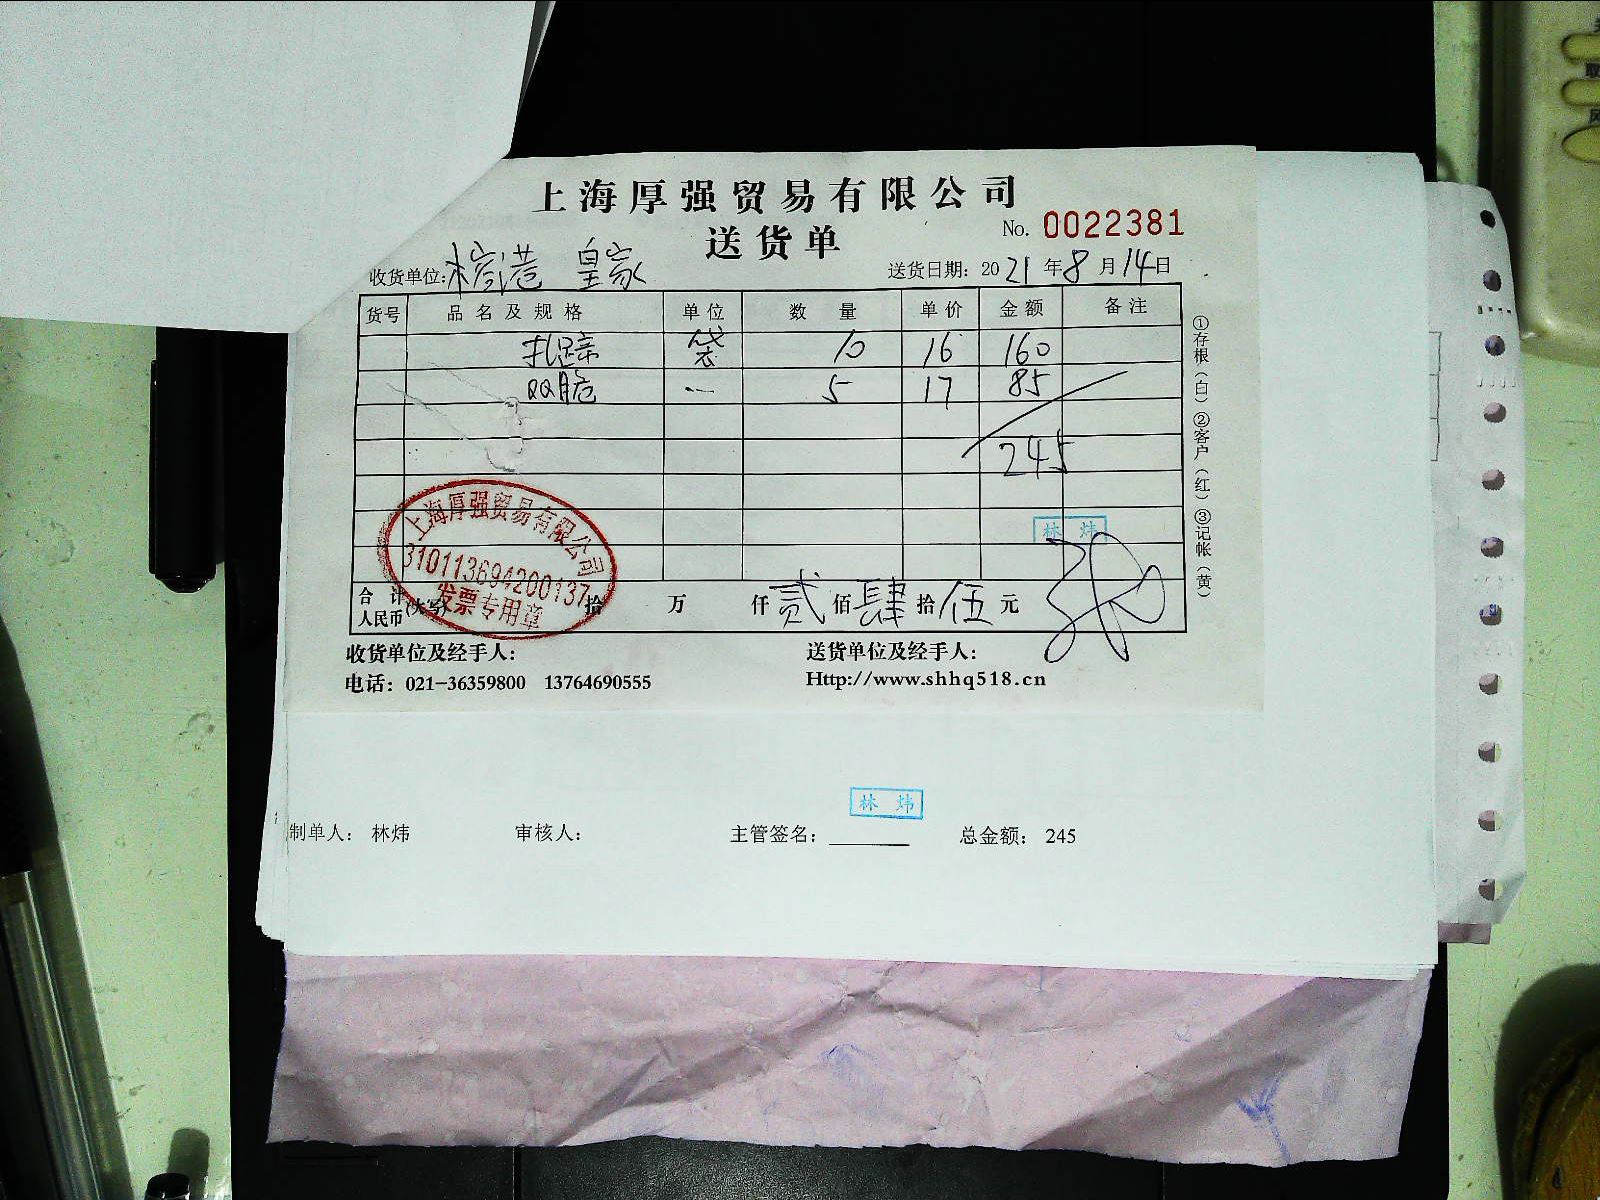 上海厚强贸易有限公司
送货单
No. 0022381
收货单位: 港 皇家
送货日期: 2021年8月14日
货号 品名及规格 单位 数量 单价 金额 备注
扎蹄 袋 10 16 160
QQ脆 〃 5 17 85
245
林炜
上海厚强贸易有限公司
310113694200137
发票专用章
合计人民币(大写) 拾 万 仟 贰佰 肆拾 伍元
①存根(白) ②客户(红) ③记帐(黄)
收货单位及经手人: 送货单位及经手人:
电话: 021-36359800 13764690555 Http://www.shhq518.cn
林炜
制单人: 林炜 审核人: 主管签名: 总金额: 245